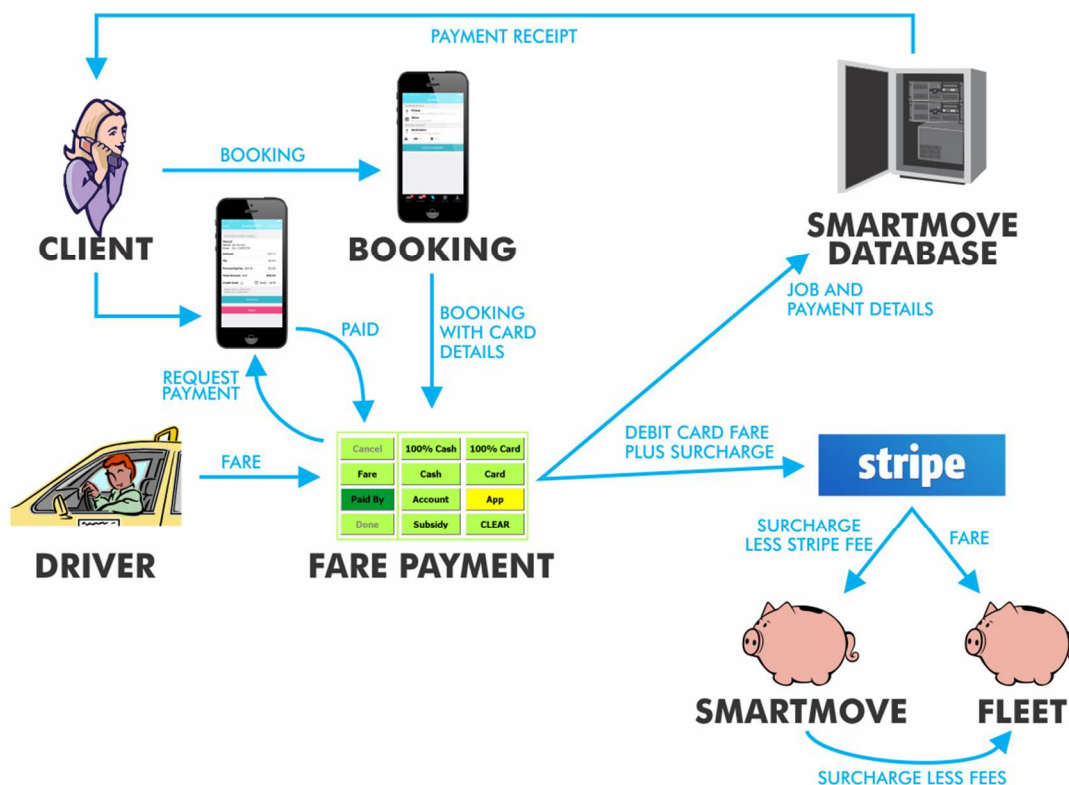 PAYMENT RECEIPT
BOOKING
CLIENT
BOOKING
SMARTMOVE
DATABASE
JOB AND
PAYMENT DETAILS
PAID
BOOKING
WITH CARD
DETAILS
REQUEST
PAYMENT
FARE
Cancel 100% Cash 100% Card
Fare Cash Card
Paid By Account App
Done Subsidy CLEAR
DEBIT CARD FARE
PLUS SURCHARGE
stripe
DRIVER
FARE PAYMENT
SURCHARGE
LESS STRIPE FEE
FARE
SMARTMOVE
FLEET
SURCHARGE LESS FEES